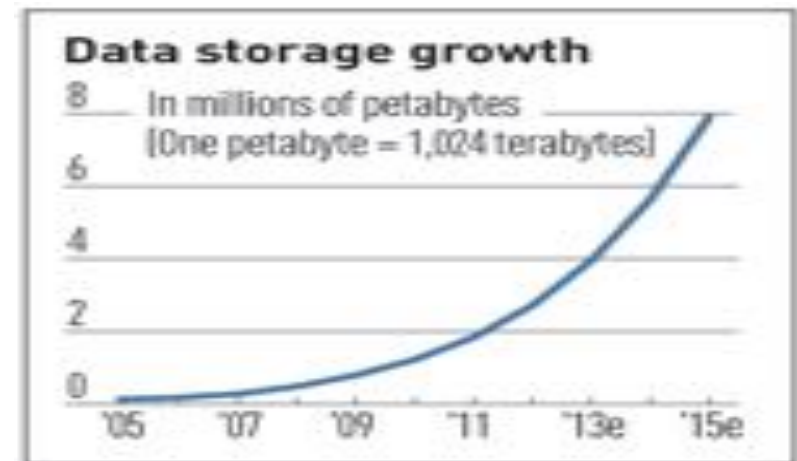 Data storage growth
8
In millions of petabytes
[One petabyte = 1,024 terabytes]
6
4
2
0
'05 '07 '09 '11 '13e '15e